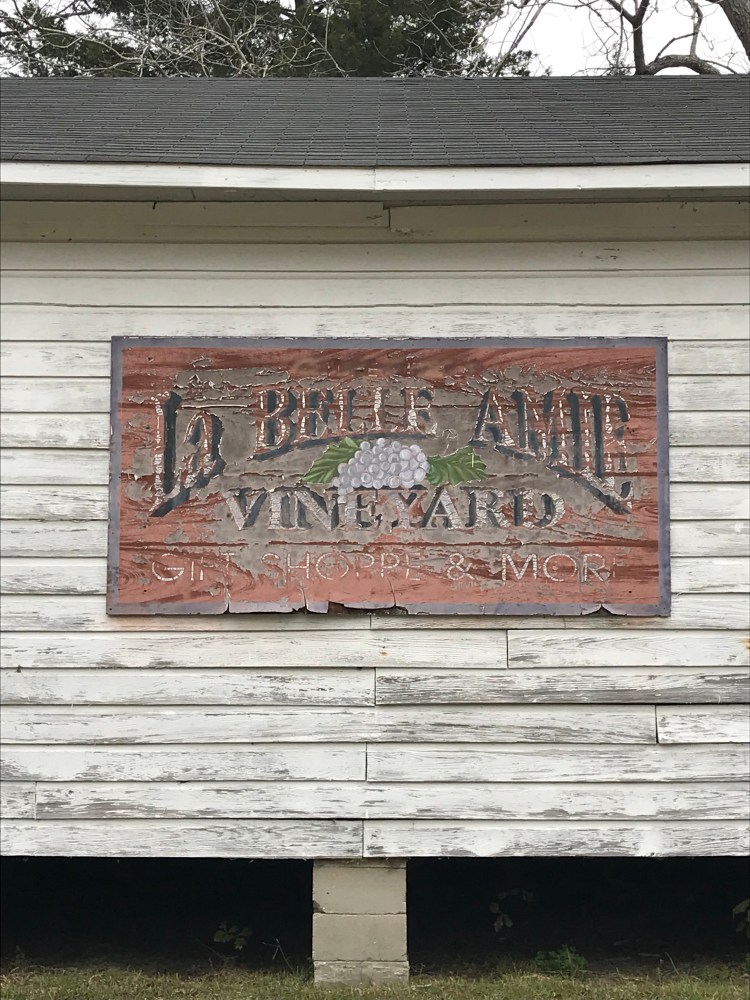 La BELLE AMIE
VINEYARD
GIFT SHOPPE & MORE